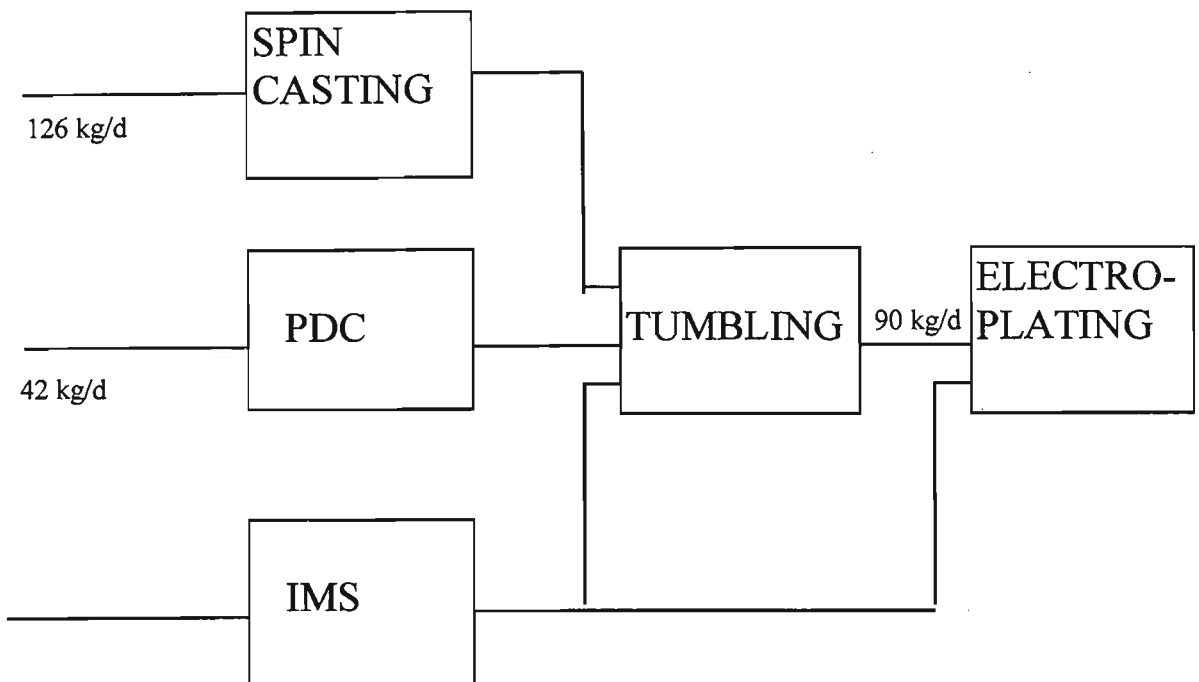 SPIN
CASTING
126 kg/d
PDC
42 kg/d
TUMBLING
90 kg/d
ELECTRO-
PLATING
IMS